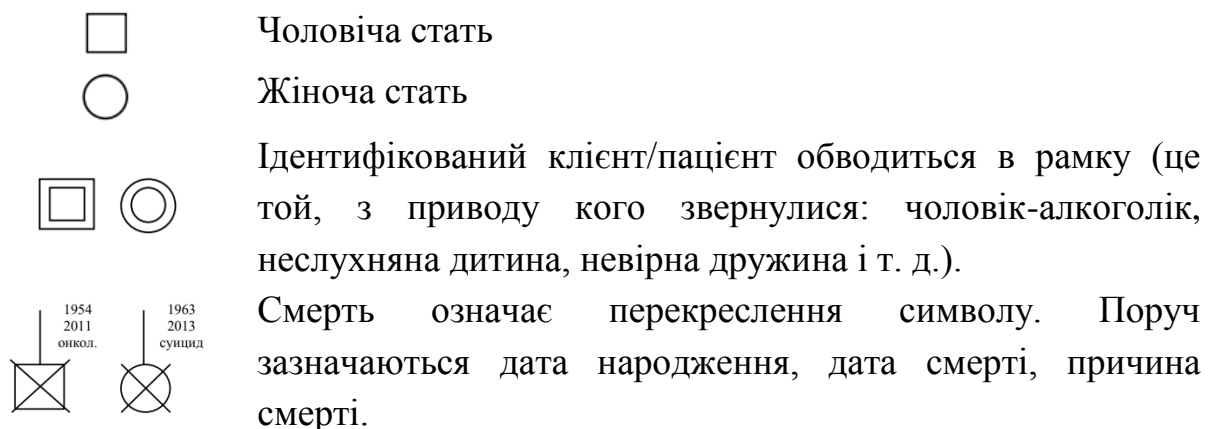 Чоловіча стать
Жіноча стать
Ідентифікований клієнт/пацієнт обводиться в рамку (це
той, з приводу кого звернулися: чоловік-алкоголік,
неслухняна дитина, невірна дружина і т. д.).
1954
2011
онкол.
1963
2013
суицид
Смерть означає перекреслення символу. Поруч
зазначаються дата народження, дата смерті, причина
смерті.